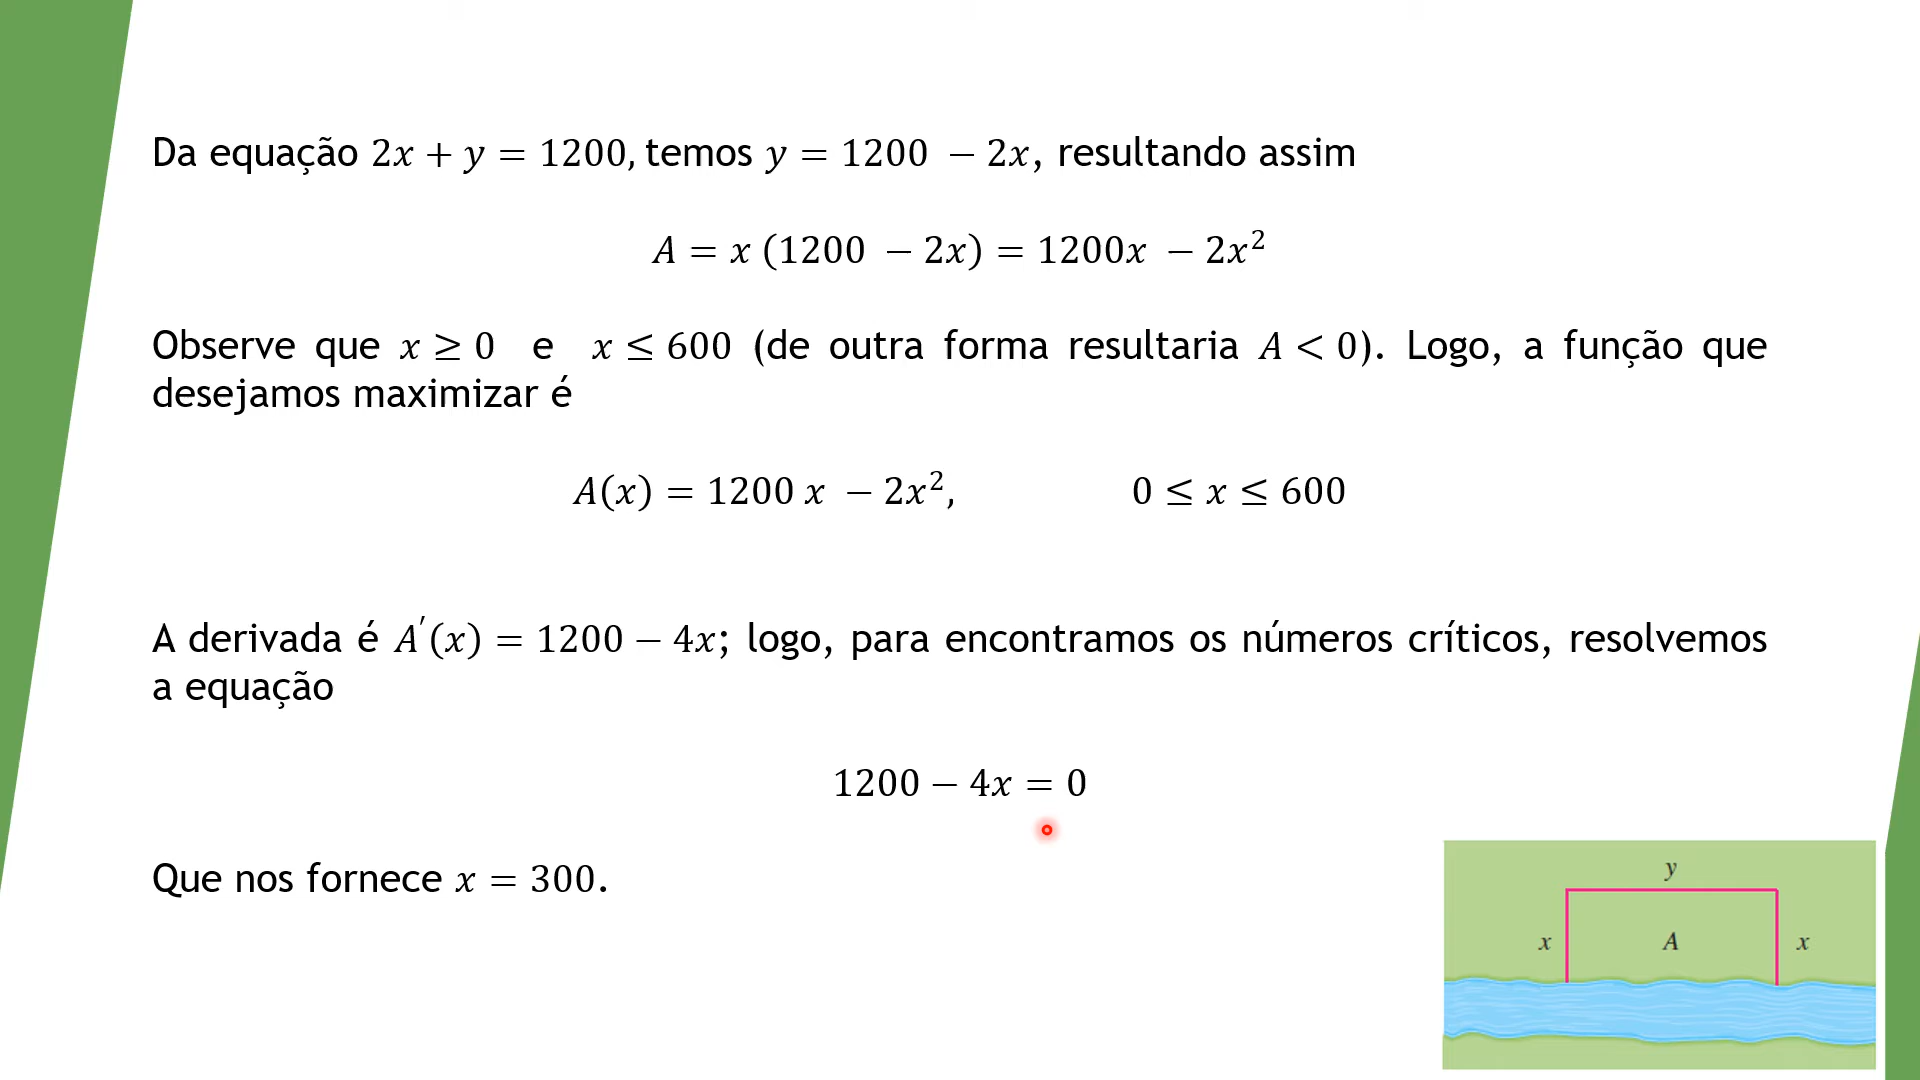 Da equação 2x + y = 1200, temos y = 1200 − 2x, resultando assim
A = x (1200 − 2x) = 1200x − 2x²
Observe que x ≥ 0 e x ≤ 600 (de outra forma resultaria A < 0). Logo, a função que
desejamos maximizar é
A(x) = 1200 x − 2x², 0 ≤ x ≤ 600
A derivada é A′(x) = 1200 − 4x; logo, para encontramos os números críticos, resolvemos
a equação
1200 − 4x = 0
Que nos fornece x = 300.
y
x A x